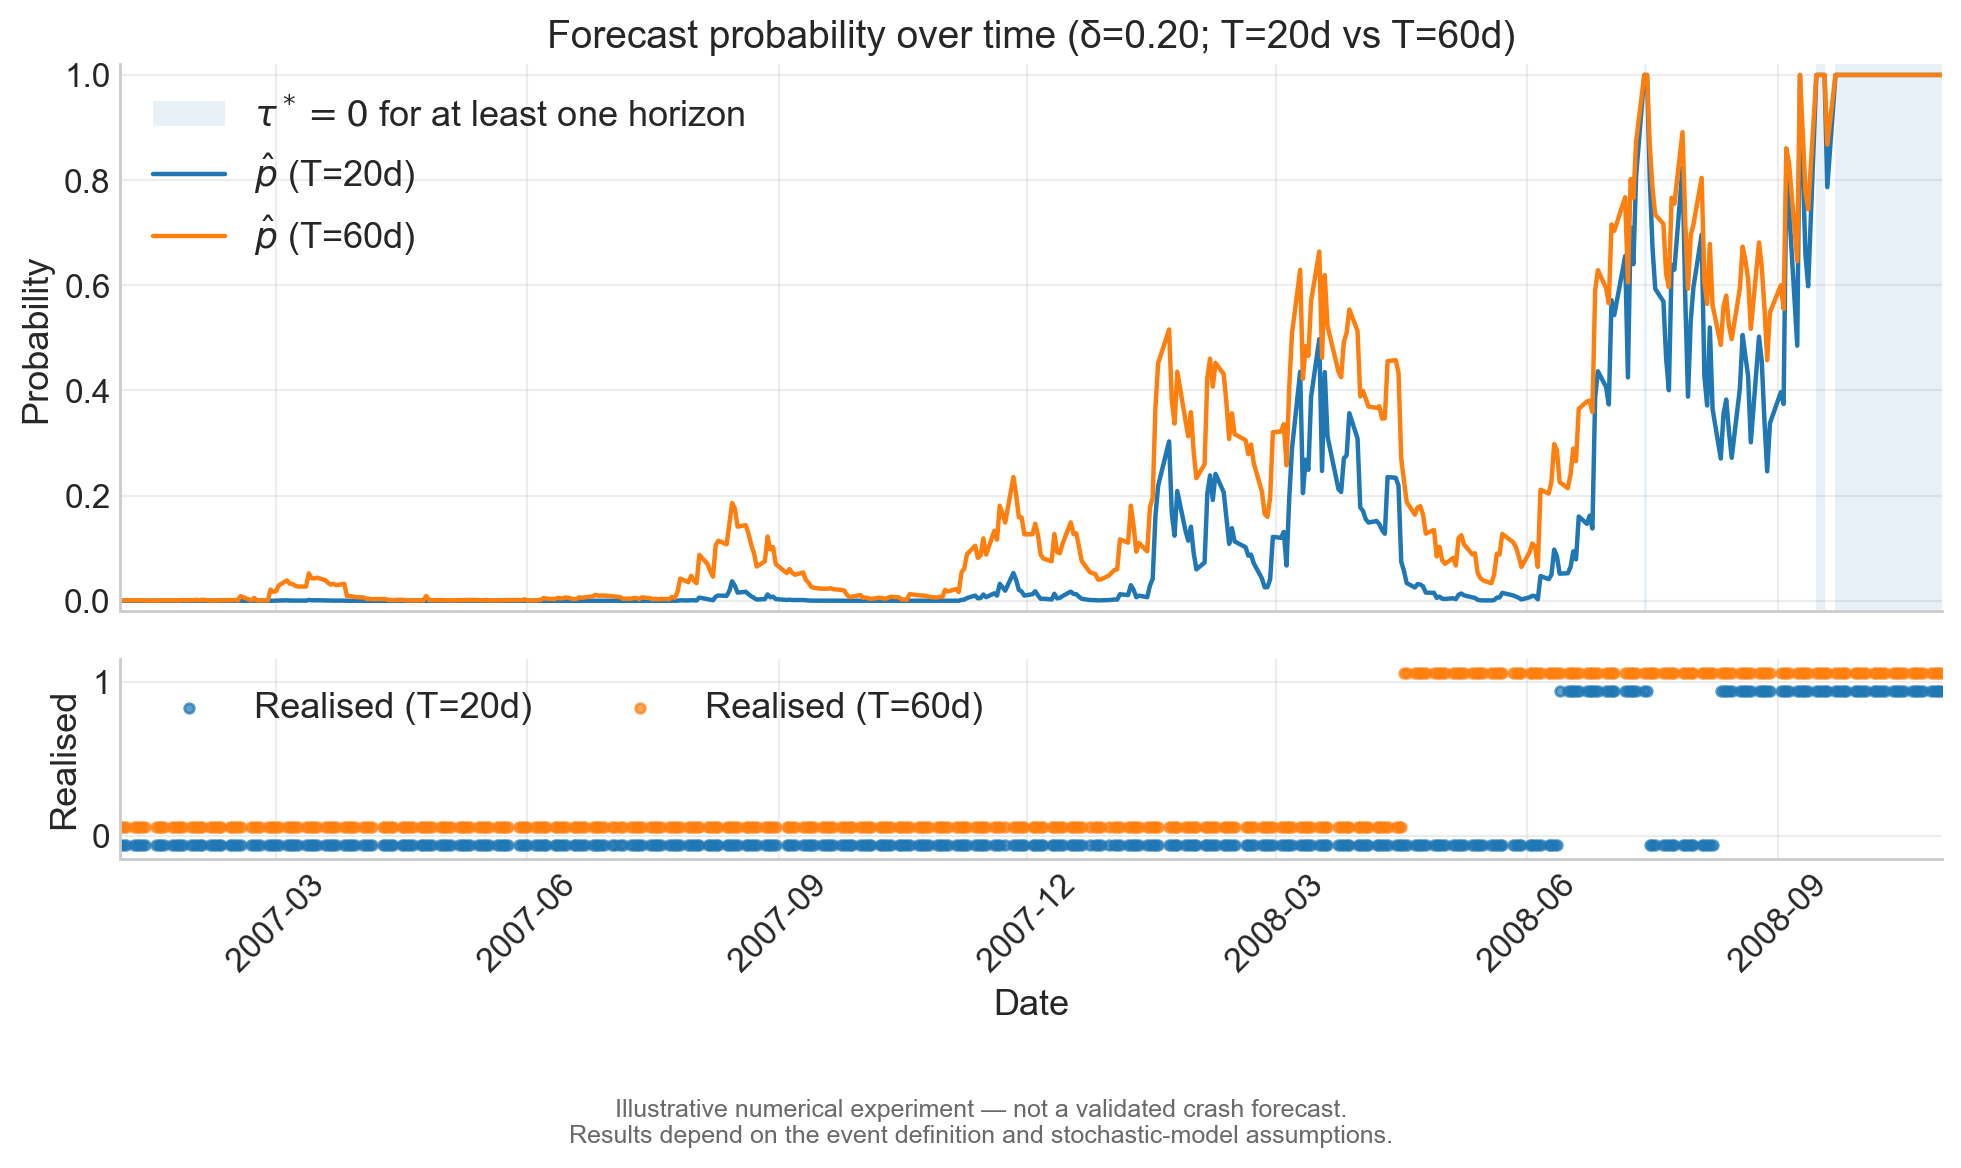 Forecast probability over time (δ=0.20; T=20d vs T=60d)
1.0
0.8
0.6
0.4
0.2
0.0
Probability
τ* = 0 for at least one horizon
p̂ (T=20d)
p̂ (T=60d)
1
0
Realised
Realised (T=20d)
Realised (T=60d)
2007-03
2007-06
2007-09
2007-12
2008-03
2008-06
2008-09
Date
Illustrative numerical experiment — not a validated crash forecast.
Results depend on the event definition and stochastic-model assumptions.